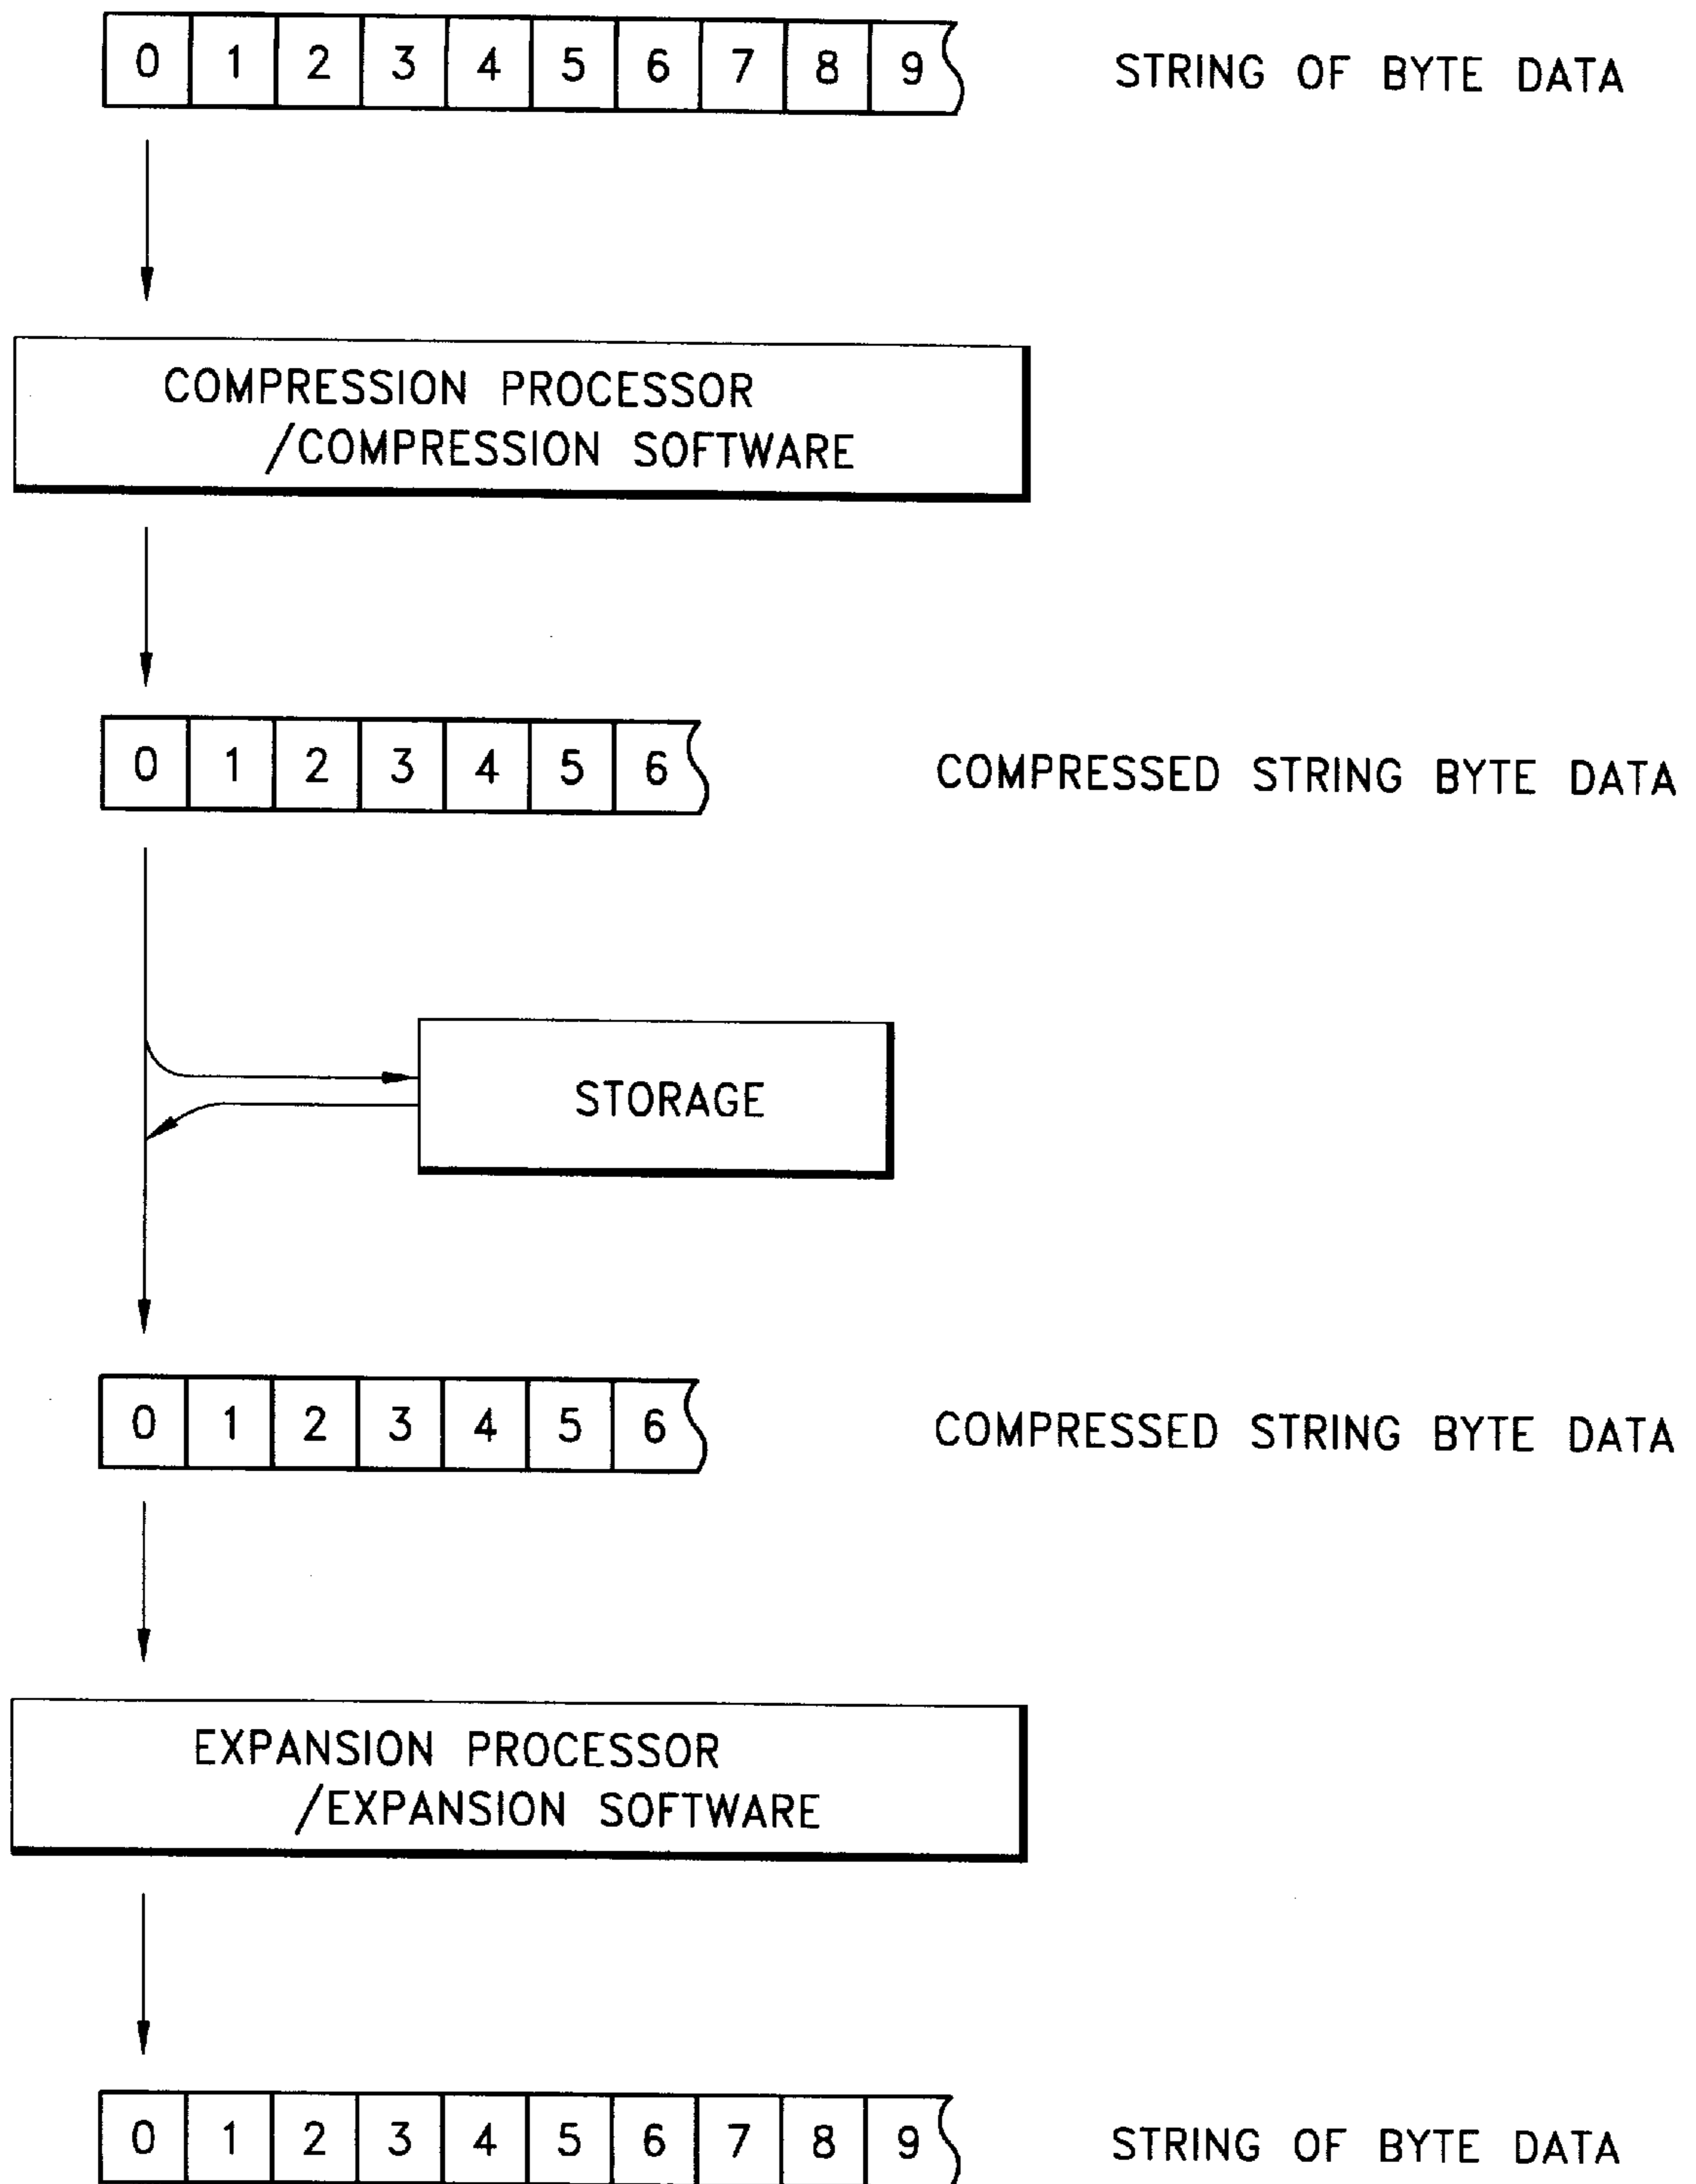 0 1 2 3 4 5 6 7 8 9 STRING OF BYTE DATA
COMPRESSION PROCESSOR
/COMPRESSION SOFTWARE
0 1 2 3 4 5 6 COMPRESSED STRING BYTE DATA
STORAGE
0 1 2 3 4 5 6 COMPRESSED STRING BYTE DATA
EXPANSION PROCESSOR
/EXPANSION SOFTWARE
0 1 2 3 4 5 6 7 8 9 STRING OF BYTE DATA